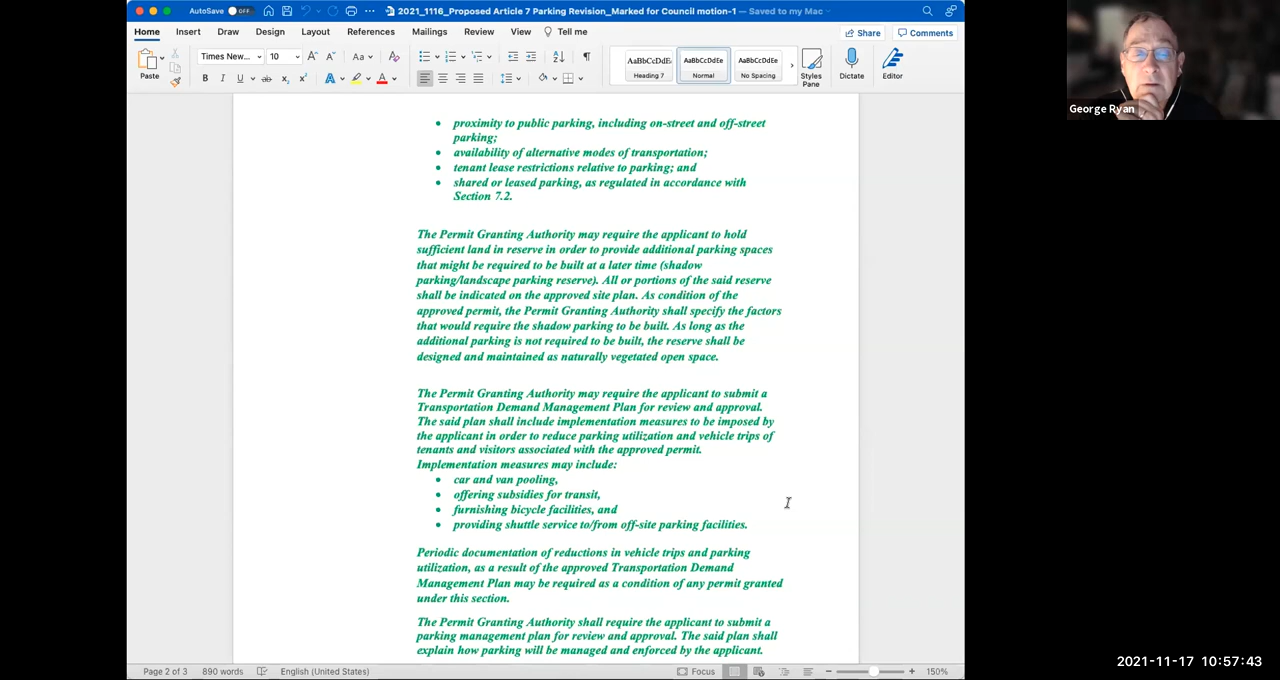 AutoSave OFF
2021_1116_Proposed Article 7 Parking Revision_Marked for Council motion-1 — Saved to my Mac
Home Insert Draw Design Layout References Mailings Review View Tell me
Share Comments
Paste
Times New... 10
AaBbCcDdE
Heading 7
AaBbCcDdEe
Normal
AaBbCcDdEe
No Spacing
Styles
Pane
Dictate
Editor
George Ryan
• proximity to public parking, including on-street and off-street
parking;
• availability of alternative modes of transportation;
• tenant lease restrictions relative to parking; and
• shared or leased parking, as regulated in accordance with
Section 7.2.
The Permit Granting Authority may require the applicant to hold
sufficient land in reserve in order to provide additional parking spaces
that might be required to be built at a later time (shadow
parking/landscape parking reserve). All or portions of the said reserve
shall be indicated on the approved site plan. As condition of the
approved permit, the Permit Granting Authority shall specify the factors
that would require the shadow parking to be built. As long as the
additional parking is not required to be built, the reserve shall be
designed and maintained as naturally vegetated open space.
The Permit Granting Authority may require the applicant to submit a
Transportation Demand Management Plan for review and approval.
The said plan shall include implementation measures to be imposed by
the applicant in order to reduce parking utilization and vehicle trips of
tenants and visitors associated with the approved permit.
Implementation measures may include:
• car and van pooling,
• offering subsidies for transit,
• furnishing bicycle facilities, and
• providing shuttle service to/from off-site parking facilities.
Periodic documentation of reductions in vehicle trips and parking
utilization, as a result of the approved Transportation Demand
Management Plan may be required as a condition of any permit granted
under this section.
The Permit Granting Authority shall require the applicant to submit a
parking management plan for review and approval. The said plan shall
explain how parking will be managed and enforced by the applicant.
Page 2 of 3 890 words English (United States) Focus 150%
2021-11-17 10:57:43